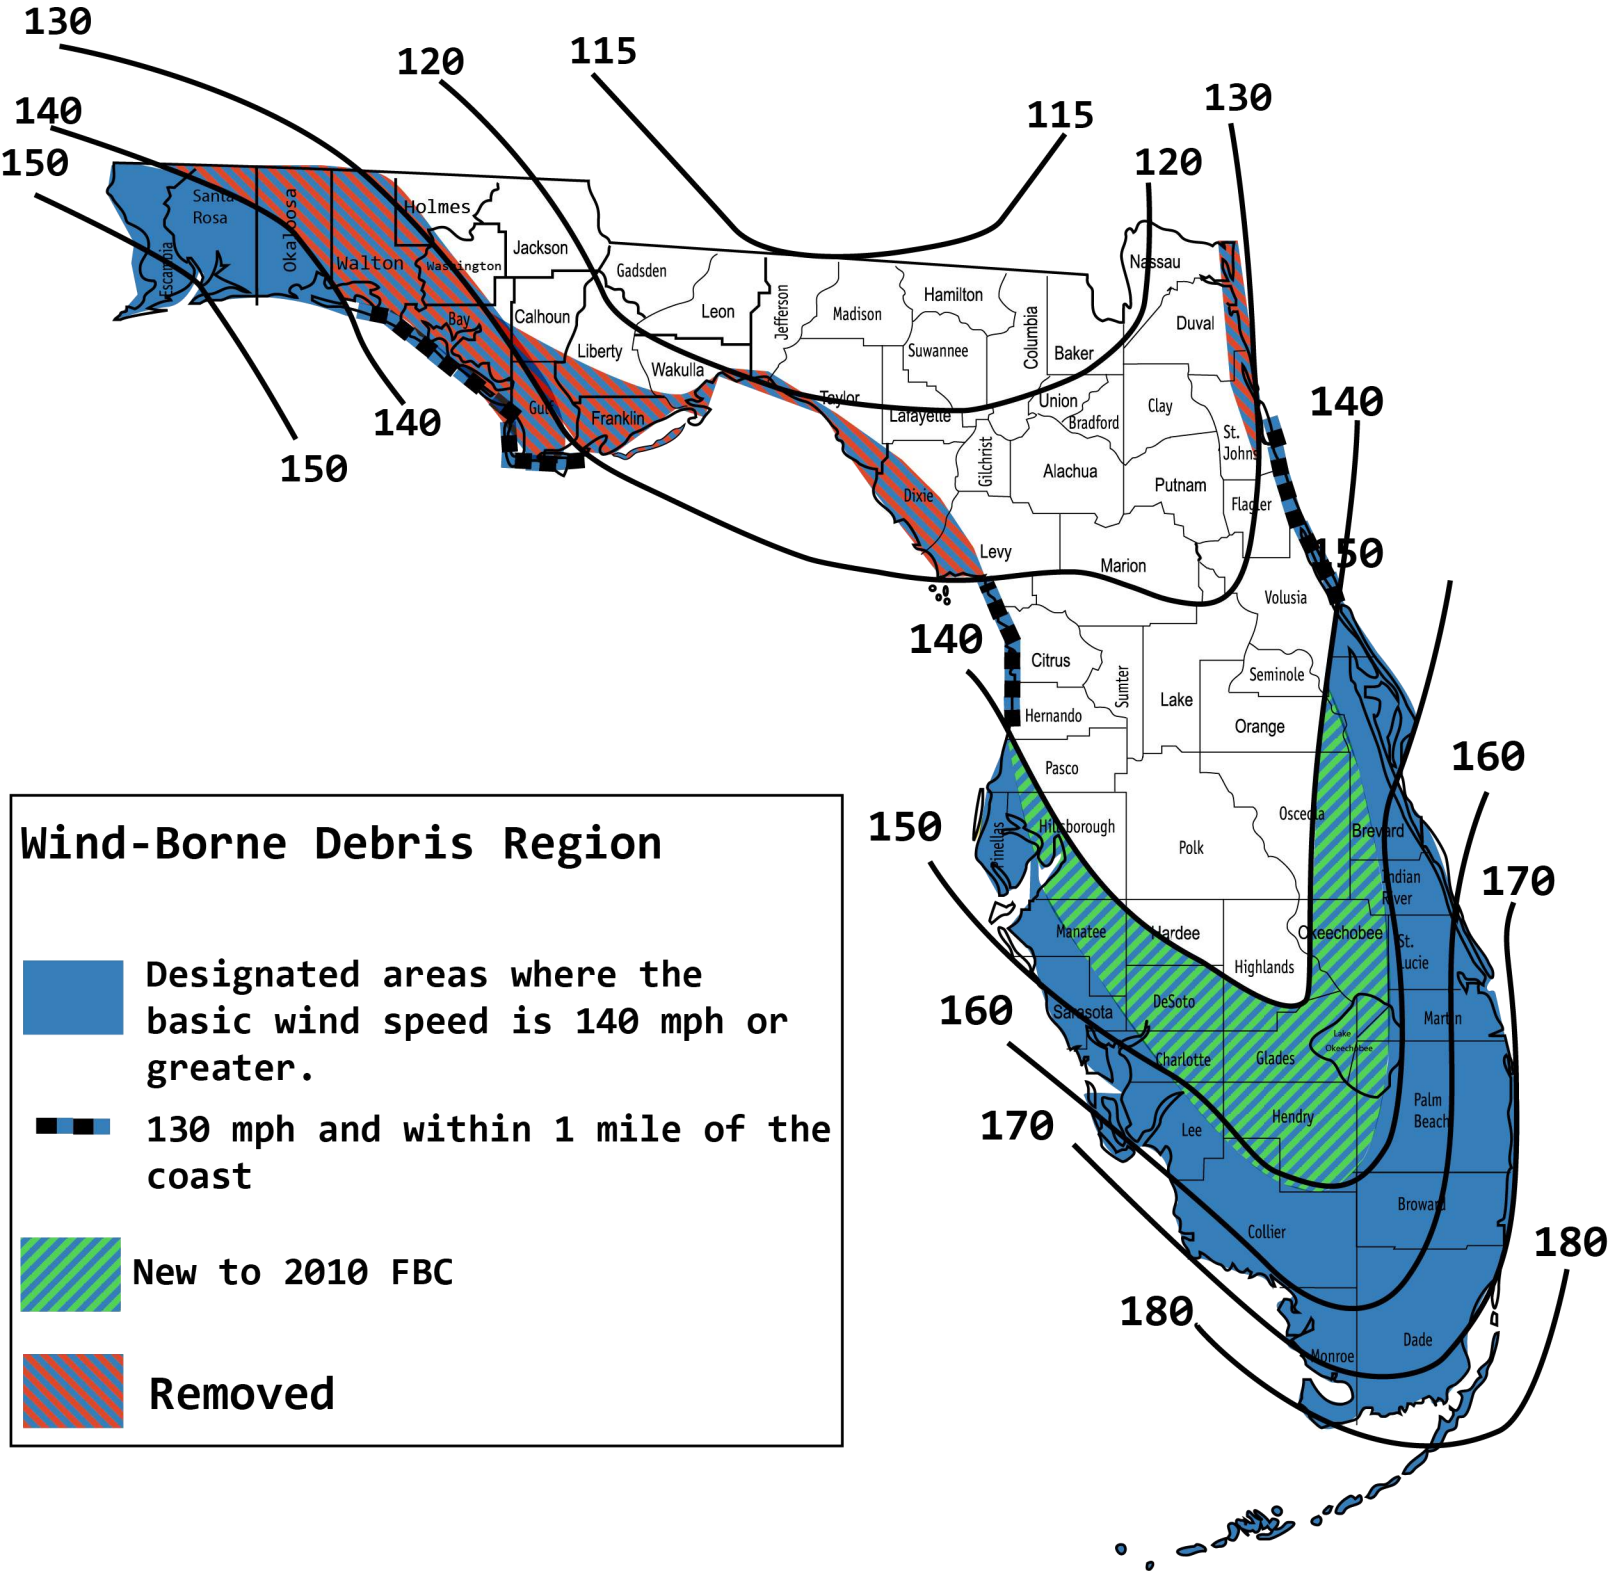 130
120
115
130
115
140
120
150
Santa
Rosa
Okaloosa
Escambia
Walton
Holmes
Washington
Jackson
Bay
Calhoun
Gulf
Gadsden
Liberty
Franklin
Leon
Wakulla
Jefferson
Madison
Taylor
Hamilton
Suwannee
Lafayette
Columbia
Baker
Nassau
Duval
Union
Bradford
Clay
St.
Johns
Gilchrist
Alachua
Putnam
Flagler
Dixie
Levy
Marion
Volusia
140
150
140
150
140
Citrus
Sumter
Lake
Seminole
Hernando
Orange
Pasco
Pinellas
Hillsborough
Polk
Osceola
Brevard
Indian
River
Manatee
Hardee
Highlands
Okeechobee
St.
Lucie
Sarasota
DeSoto
Lake
Okeechobee
Martin
Charlotte
Glades
Lee
Hendry
Palm
Beach
Collier
Broward
Monroe
Dade
150
160
170
180
160
170
180
Wind-Borne Debris Region
Designated areas where the
basic wind speed is 140 mph or
greater.
130 mph and within 1 mile of the
coast
New to 2010 FBC
Removed